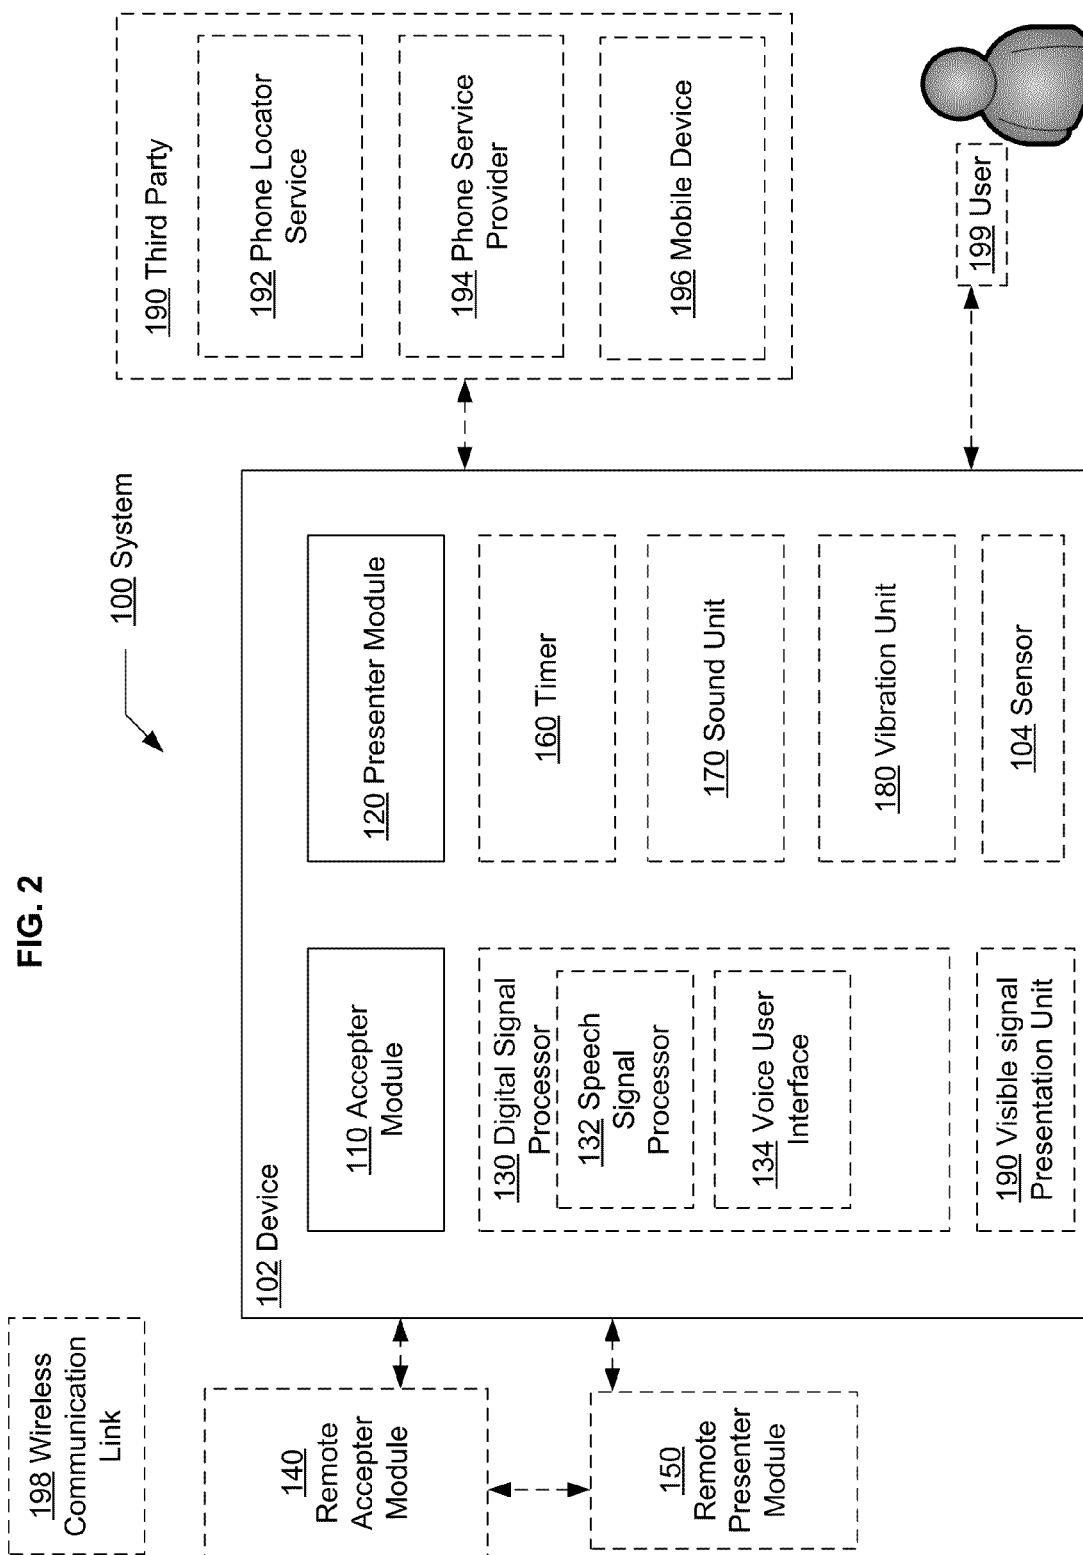 FIG. 2
100 System
198 Wireless
Communication
Link
140
Remote
Accepter
Module
150
Remote
Presenter
Module
102 Device
110 Accepter
Module
120 Presenter Module
130 Digital Signal
Processor
132 Speech
Signal
Processor
134 Voice User
Interface
190 Visible signal
Presentation Unit
160 Timer
170 Sound Unit
180 Vibration Unit
104 Sensor
190 Third Party
192 Phone Locator
Service
194 Phone Service
Provider
196 Mobile Device
199 User